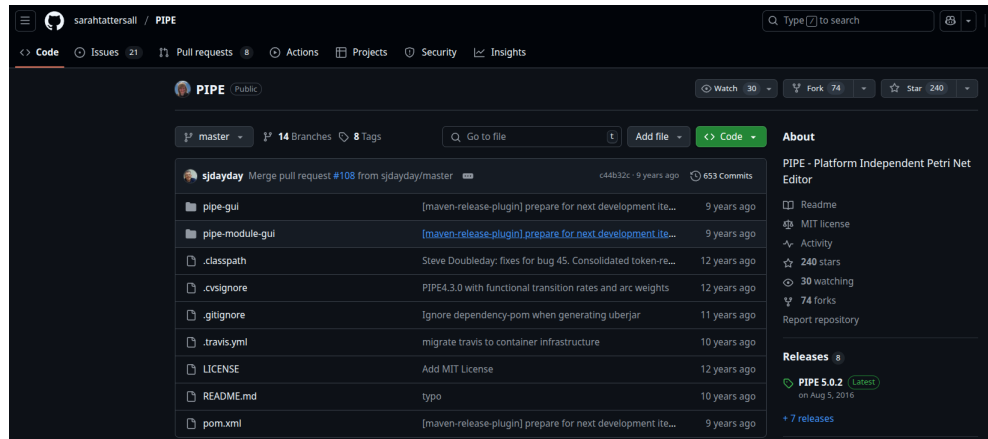 sarahtattersall / PIPE
Type / to search
Code Issues 21 Pull requests 8 Actions Projects Security Insights
PIPE Public
Watch 30 Fork 74 Star 240
master 14 Branches 8 Tags Go to file t Add file Code
sjdayday Merge pull request #108 from sjdayday/master c44b32c · 9 years ago 653 Commits
pipe-gui [maven-release-plugin] prepare for next development ite... 9 years ago
pipe-module-gui [maven-release-plugin] prepare for next development ite... 9 years ago
.classpath Steve Doubleday: fixes for bug 45. Consolidated token-re... 12 years ago
.cvsignore PIPE4.3.0 with functional transition rates and arc weights 12 years ago
.gitignore Ignore dependency-pom when generating uberjar 11 years ago
.travis.yml migrate travis to container infrastructure 10 years ago
LICENSE Add MIT License 12 years ago
README.md typo 10 years ago
pom.xml [maven-release-plugin] prepare for next development ite... 9 years ago
About
PIPE - Platform Independent Petri Net
Editor
Readme
MIT license
Activity
240 stars
30 watching
74 forks
Report repository
Releases 8
PIPE 5.0.2 Latest
on Aug 5, 2016
+ 7 releases